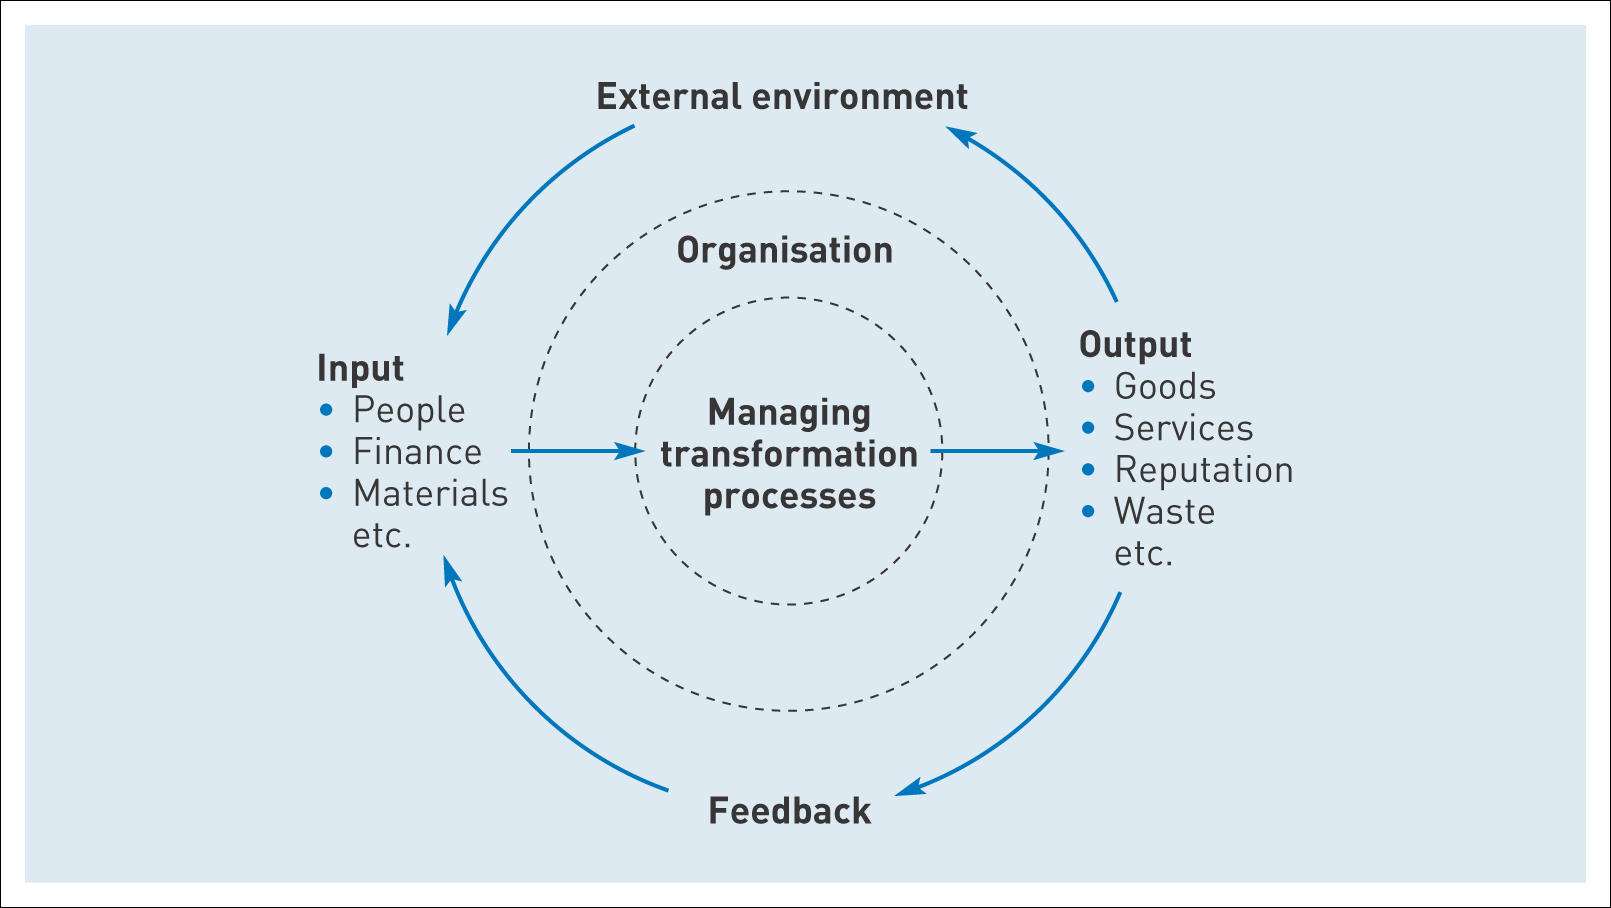 External environment
Organisation
Input
People
Finance
Materials
etc.
Managing
transformation
processes
Output
Goods
Services
Reputation
Waste
etc.
Feedback